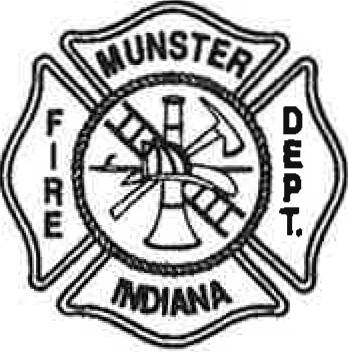 MUNSTER
FIRE
DEPT.
INDIANA